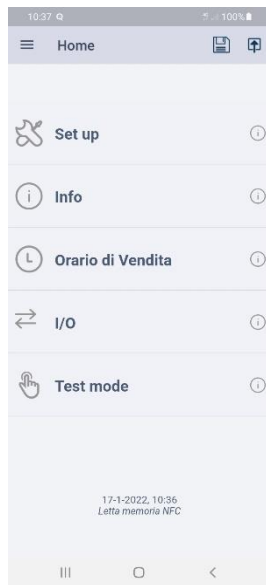 10:37 Q 100%
Home
Set up
Info
Orario di Vendita
I/O
Test mode
17-1-2022, 10:36
Letta memoria NFC